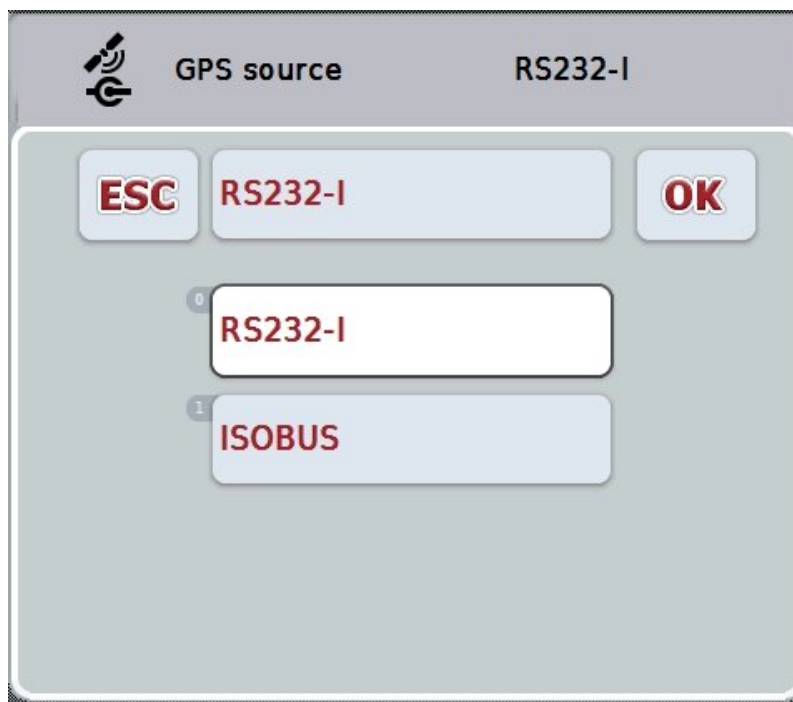 GPS source RS232-I
ESC RS232-I OK
0
RS232-I
1
ISOBUS